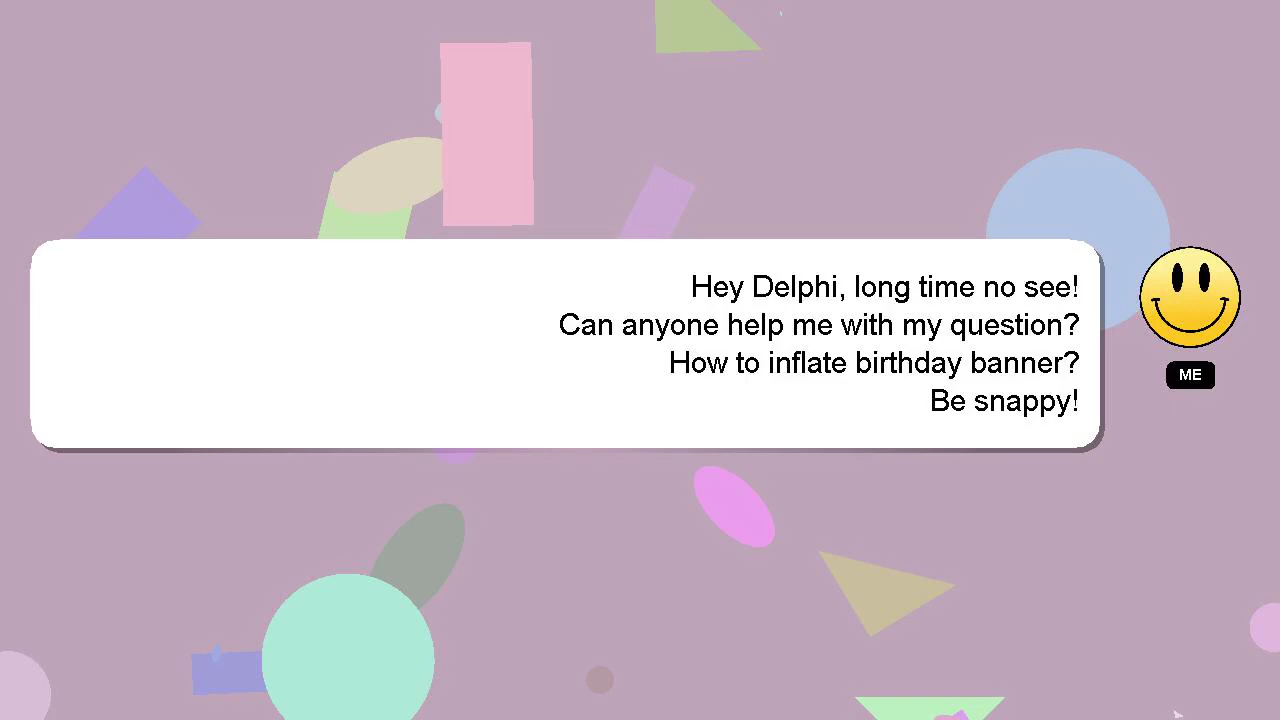 Hey Delphi, long time no see!
Can anyone help me with my question?
How to inflate birthday banner?
Be snappy!
ME